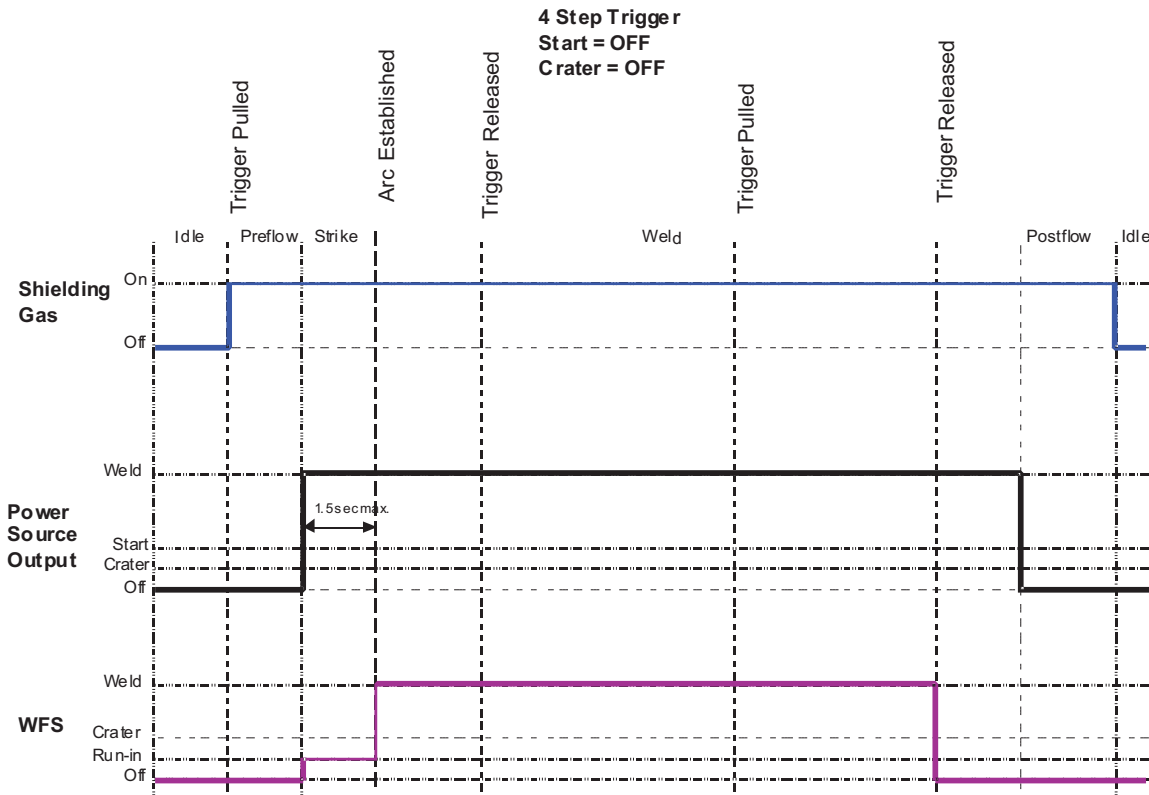 4 Step Trigger
Start = OFF
Crater = OFF
Trigger Pulled
Arc Established
Trigger Released
Trigger Pulled
Trigger Released
Idle
Preflow
Strike
Weld
Postflow
Idle
Shielding
Gas
On
Off
Power
Source
Output
Weld
1.5 sec max.
Start
Crater
Off
WFS
Weld
Crater
Run-in
Off